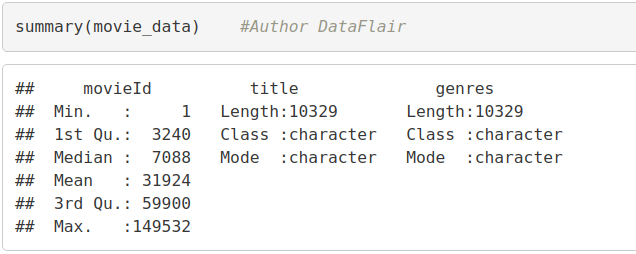 summary(movie_data)    #Author DataFlair
##     movieId          title              genres
##  Min.   :     1   Length:10329       Length:10329
##  1st Qu.:  3240   Class :character   Class :character
##  Median :  7088   Mode  :character   Mode  :character
##  Mean   : 31924
##  3rd Qu.: 59900
##  Max.   :149532